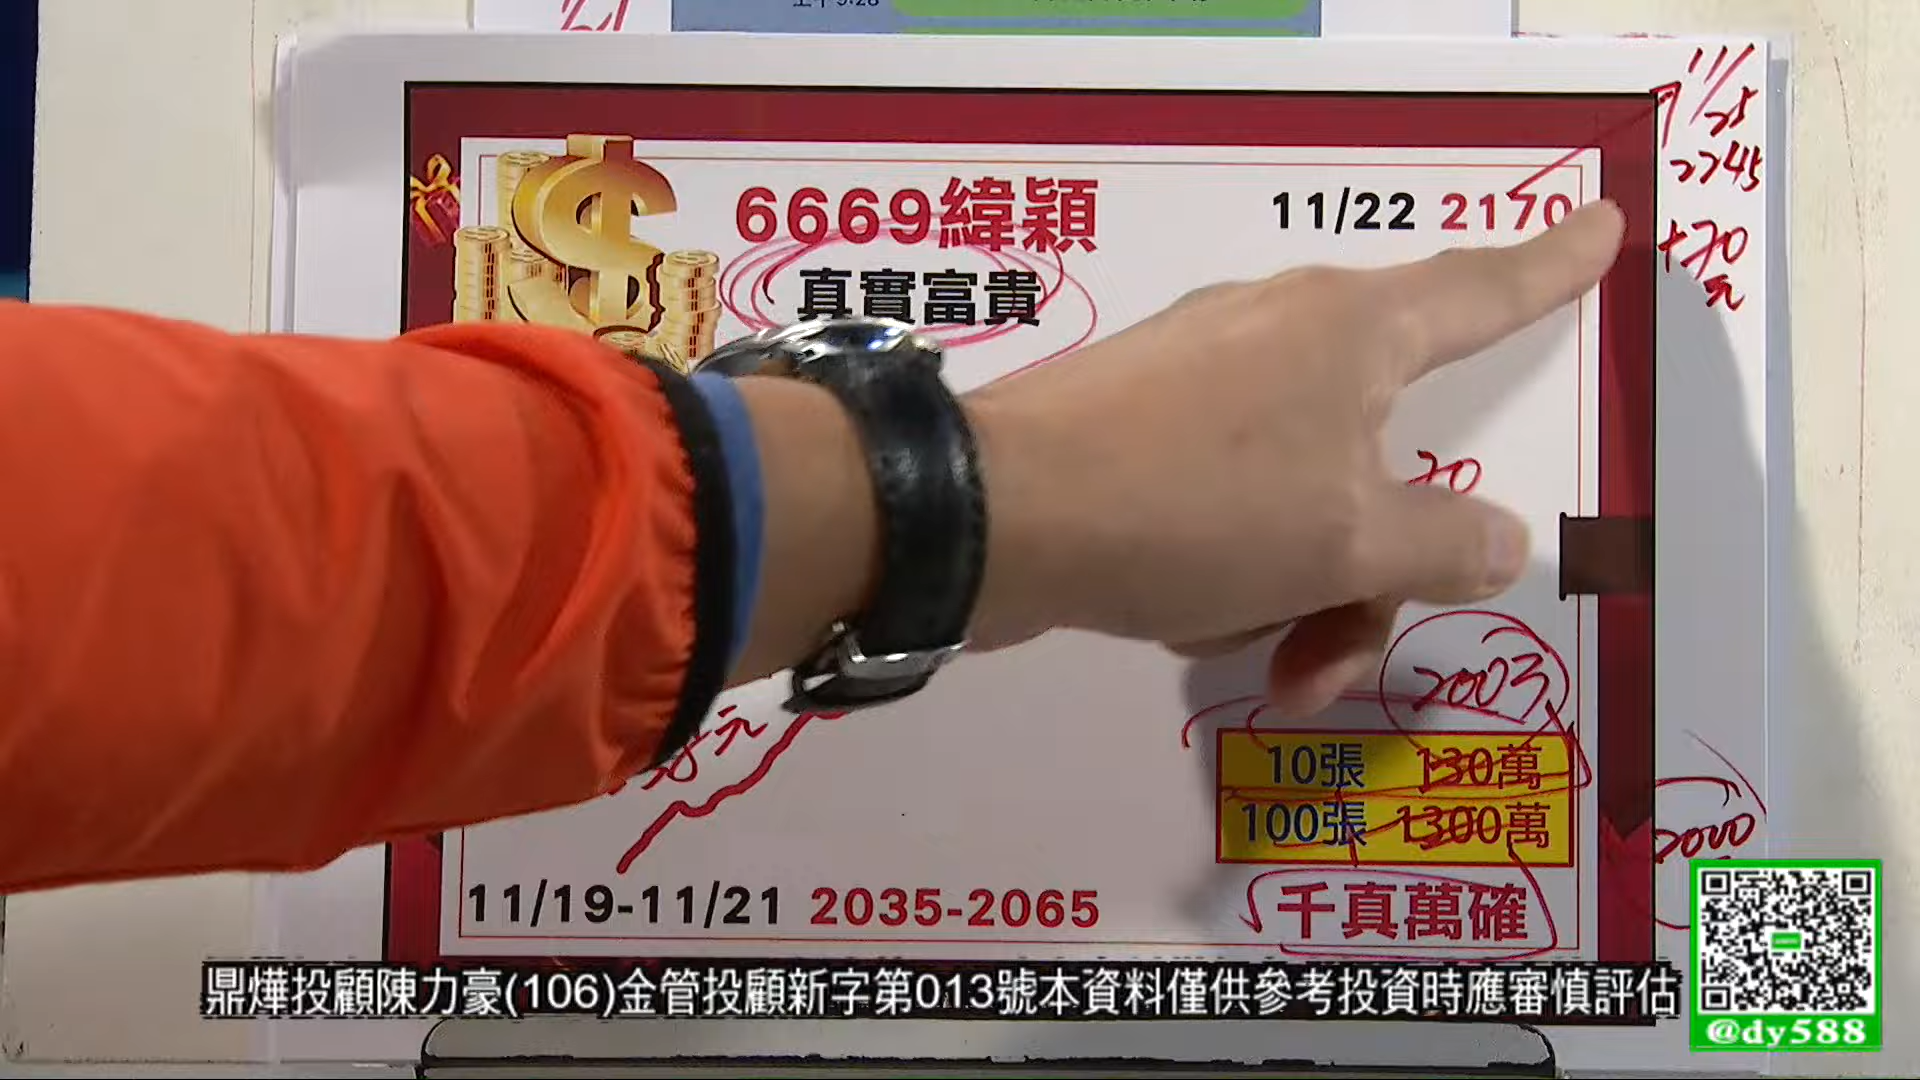 11/25
2245
+70
元
6669緯穎
11/22 2170
真實富貴
70
元
2003
10張 130萬
100張 1300萬
2000
11/19-11/21 2035-2065
千真萬確
鼎燁投顧陳力豪(106)金管投顧新字第013號本資料僅供參考投資時應審慎評估
@dy588